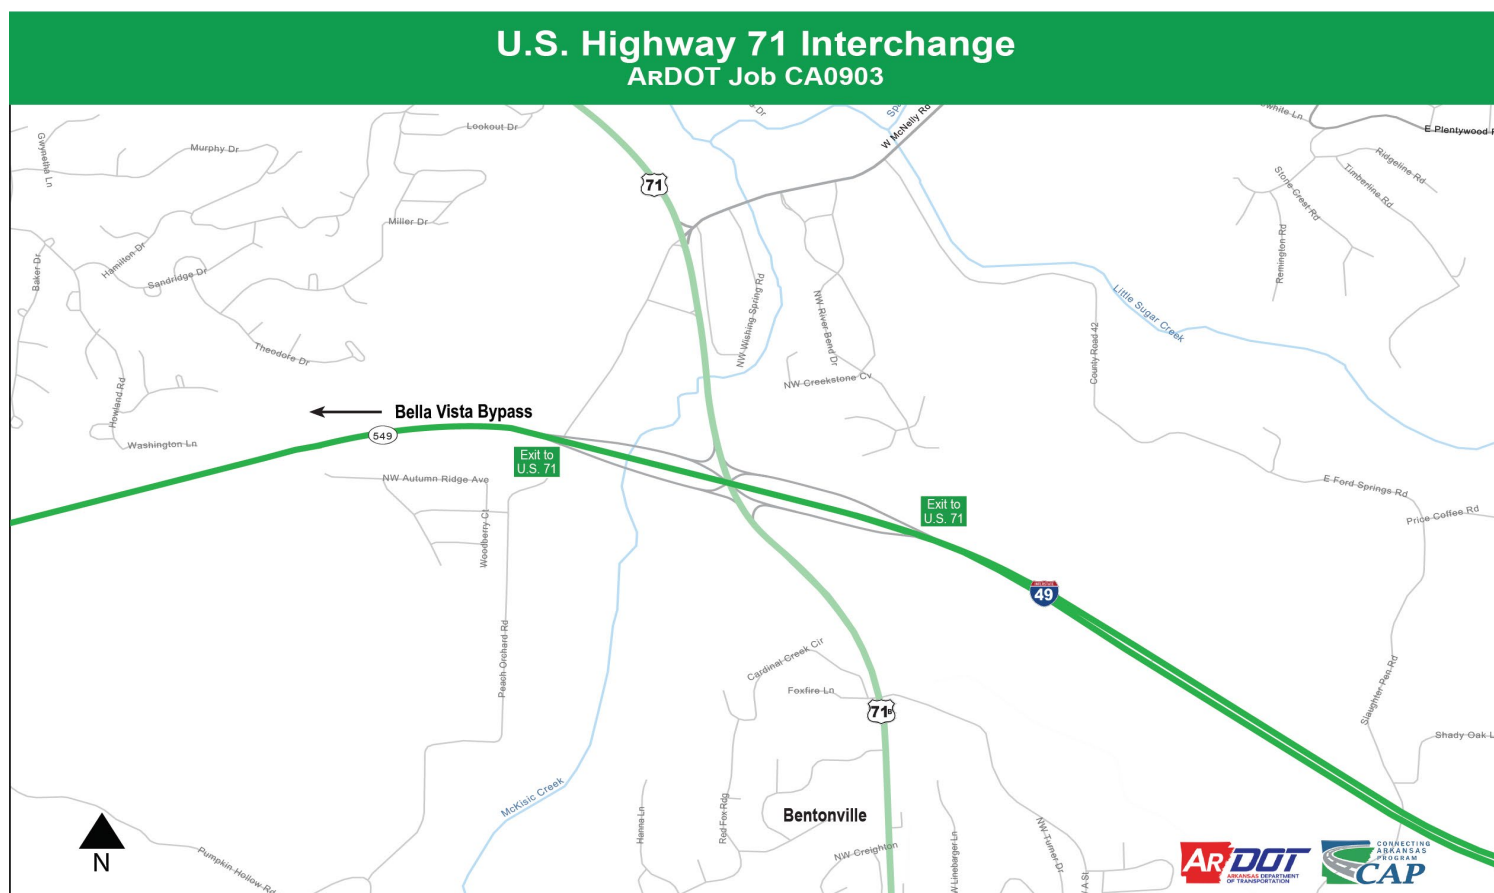 U.S. Highway 71 Interchange
ARDOT Job CA0903
Lookout Dr
Murphy Dr
Gwynetha Ln
W McNelly Rd
E Plentywood
Ridgeline Rd
Timberline Rd
Stone Crest Rd
71
Miller Dr
Hamilton Dr
Baker Dr
Sandridge Dr
Remington Rd
Little Sugar Creek
NW Wishing Spring Rd
NW River Bend Dr
County Road 42
Theodore Dr
NW Creekstone Cv
Howland Rd
Bella Vista Bypass
549
Washington Ln
Exit to
U.S. 71
NW Autumn Ridge Ave
E Ford Springs Rd
Exit to
U.S. 71
Price Coffee Rd
Woodberry Ct
49
Peach Orchard Rd
Cardinal Creek Cir
Foxfire Ln
71B
Slaughter Pen Rd
Shady Oak L
McKisic Creek
Hanna Ln
Red Fox Rdg
Bentonville
NW Creighton
W Linebarger Ln
NW Turner Dr
A St
N
Pumpkin Hollow Rd
ARDOT
ARKANSAS DEPARTMENT
OF TRANSPORTATION
CONNECTING
ARKANSAS
PROGRAM
CAP